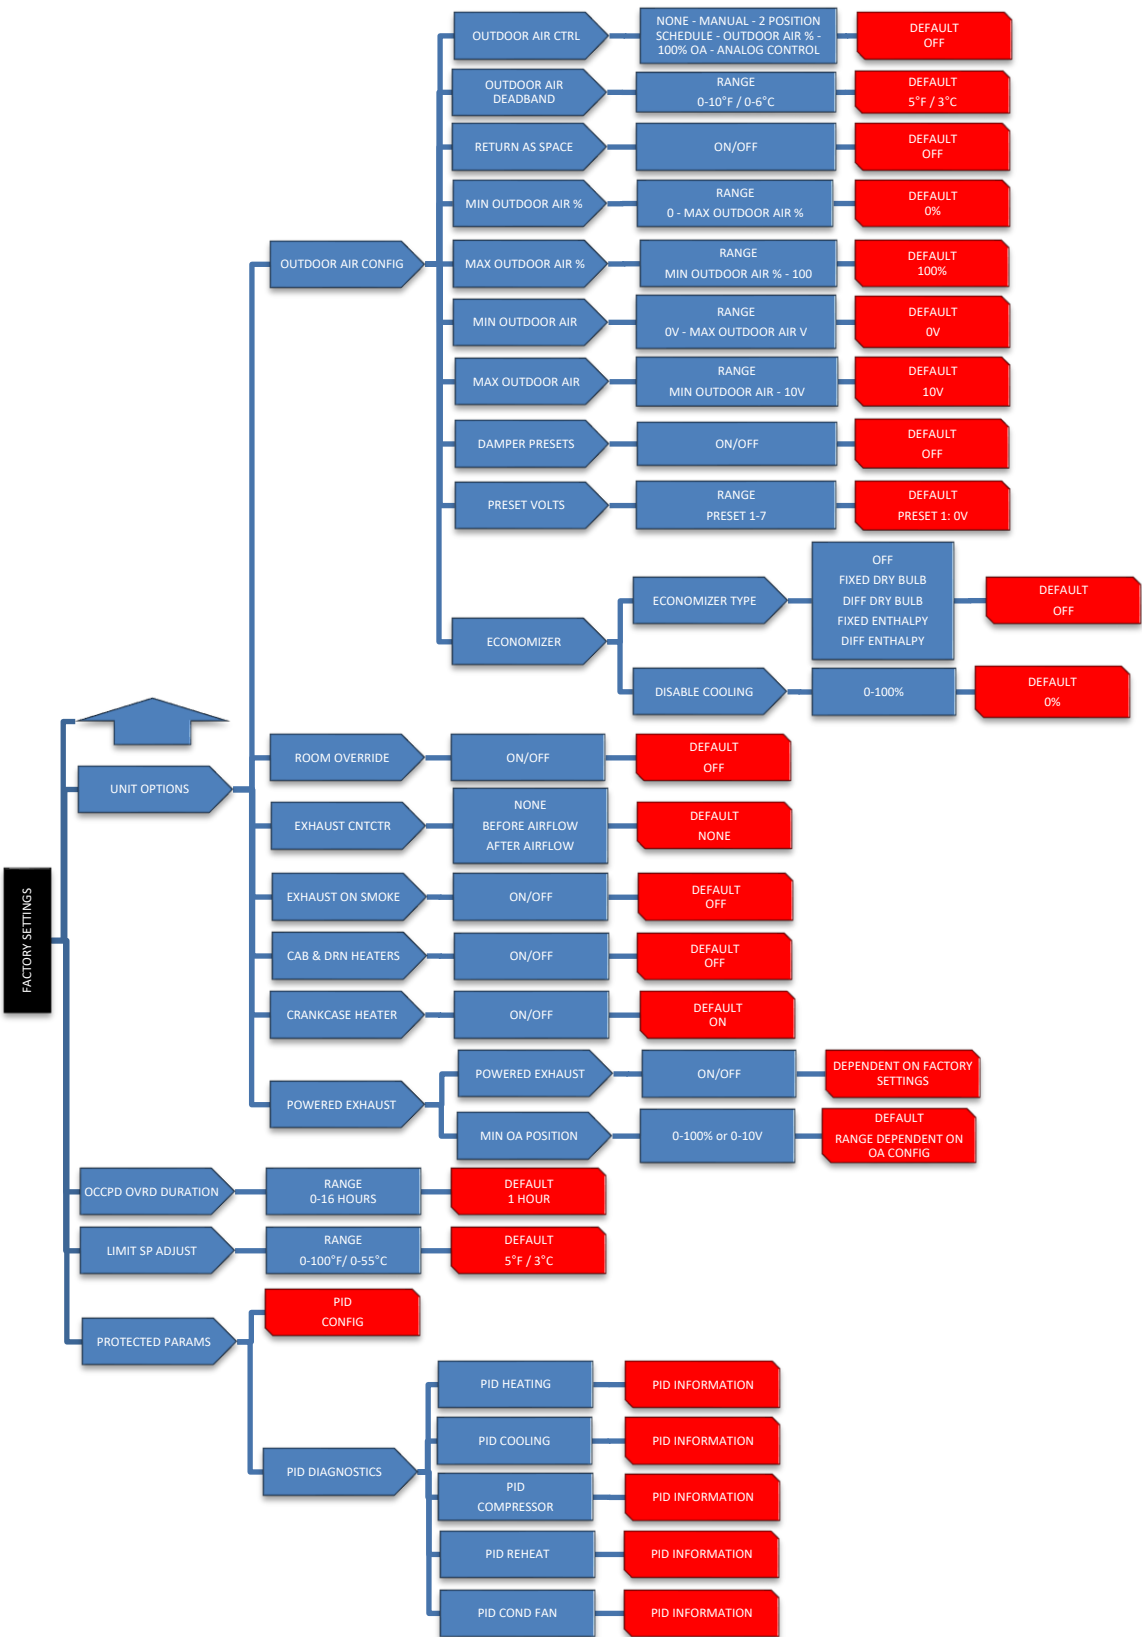 OUTDOOR AIR CTRL
NONE - MANUAL - 2 POSITION
SCHEDULE - OUTDOOR AIR % -
100% OA - ANALOG CONTROL
DEFAULT
OFF
OUTDOOR AIR
DEADBAND
RANGE
0-10°F / 0-6°C
DEFAULT
5°F / 3°C
RETURN AS SPACE
ON/OFF
DEFAULT
OFF
MIN OUTDOOR AIR %
RANGE
0 - MAX OUTDOOR AIR %
DEFAULT
0%
OUTDOOR AIR CONFIG
MAX OUTDOOR AIR %
RANGE
MIN OUTDOOR AIR % - 100
DEFAULT
100%
MIN OUTDOOR AIR
RANGE
0V - MAX OUTDOOR AIR V
DEFAULT
0V
MAX OUTDOOR AIR
RANGE
MIN OUTDOOR AIR - 10V
DEFAULT
10V
DAMPER PRESETS
ON/OFF
DEFAULT
OFF
PRESET VOLTS
RANGE
PRESET 1-7
DEFAULT
PRESET 1: 0V
ECONOMIZER
ECONOMIZER TYPE
OFF
FIXED DRY BULB
DIFF DRY BULB
FIXED ENTHALPY
DIFF ENTHALPY
DEFAULT
OFF
DISABLE COOLING
0-100%
DEFAULT
0%
UNIT OPTIONS
ROOM OVERRIDE
ON/OFF
DEFAULT
OFF
EXHAUST CNTCTR
NONE
BEFORE AIRFLOW
AFTER AIRFLOW
DEFAULT
NONE
FACTORY SETTINGS
EXHAUST ON SMOKE
ON/OFF
DEFAULT
OFF
CAB & DRN HEATERS
ON/OFF
DEFAULT
OFF
CRANKCASE HEATER
ON/OFF
DEFAULT
ON
POWERED EXHAUST
POWERED EXHAUST
ON/OFF
DEPENDENT ON FACTORY
SETTINGS
MIN OA POSITION
0-100% or 0-10V
DEFAULT
RANGE DEPENDENT ON
OA CONFIG
OCCPD OVRD DURATION
RANGE
0-16 HOURS
DEFAULT
1 HOUR
LIMIT SP ADJUST
RANGE
0-100°F/ 0-55°C
DEFAULT
5°F / 3°C
PROTECTED PARAMS
PID
CONFIG
PID DIAGNOSTICS
PID HEATING
PID INFORMATION
PID COOLING
PID INFORMATION
PID
COMPRESSOR
PID INFORMATION
PID REHEAT
PID INFORMATION
PID COND FAN
PID INFORMATION